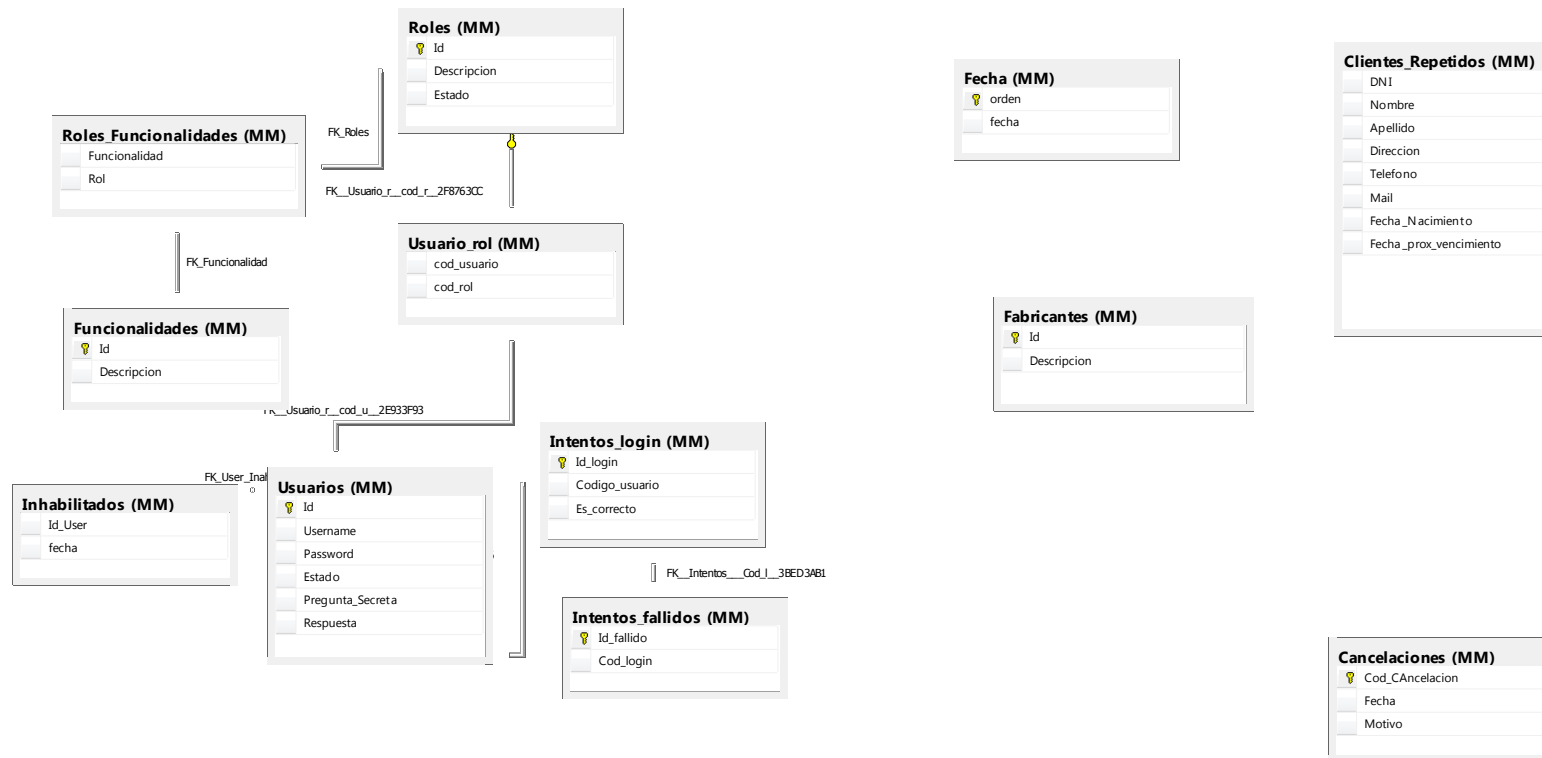 Roles (MM)
Id
Descripcion
Estado
FK_Roles
Roles_Funcionalidades (MM)
Funcionalidad
Rol
FK__Usuario_r__cod_r__2F8763CC
Usuario_rol (MM)
cod_usuario
cod_rol
FK_Funcionalidad
Funcionalidades (MM)
Id
Descripcion
FK__Usuario_r__cod_u__2E933F93
Intentos_login (MM)
Id_login
Codigo_usuario
Es_correcto
FK_User_Inal
Inhabilitados (MM)
Id_User
fecha
Usuarios (MM)
Id
Username
Password
Estado
Pregunta_Secreta
Respuesta
FK__Intentos___Cod_l__3BED3AB1
Intentos_fallidos (MM)
Id_fallido
Cod_login
Fecha (MM)
orden
fecha
Fabricantes (MM)
Id
Descripcion
Clientes_Repetidos (MM)
DNI
Nombre
Apellido
Direccion
Telefono
Mail
Fecha_Nacimiento
Fecha_prox_vencimiento
Cancelaciones (MM)
Cod_CAncelacion
Fecha
Motivo